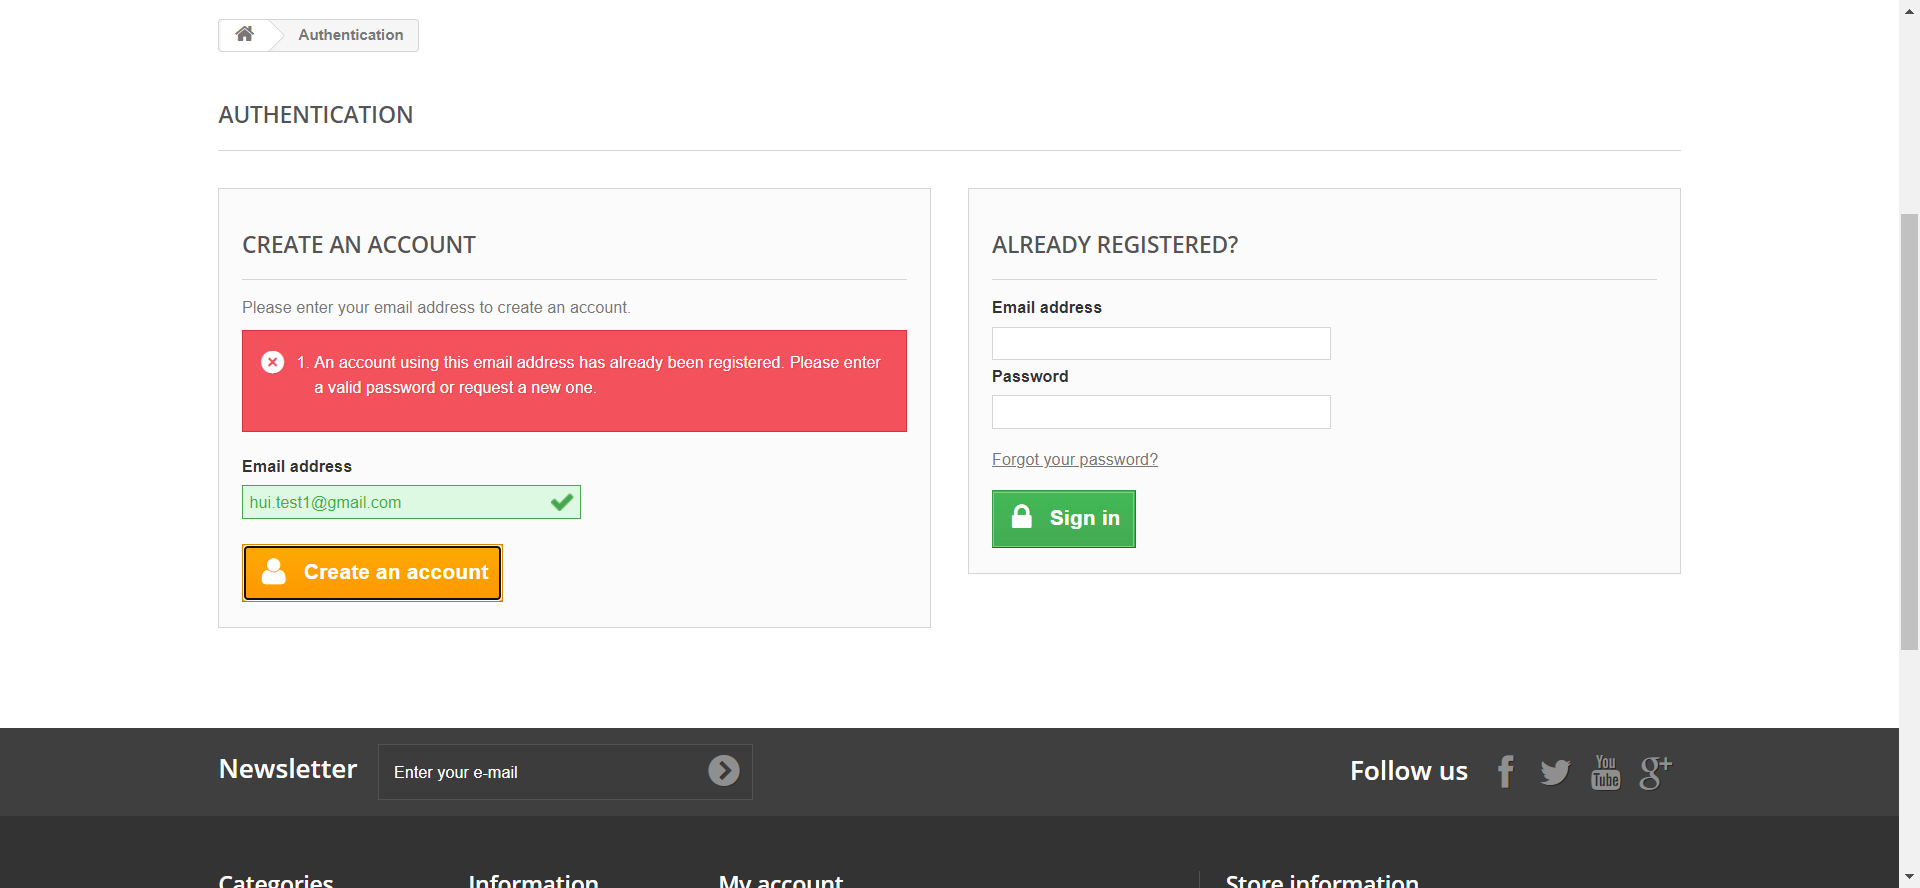 Authentication
AUTHENTICATION
CREATE AN ACCOUNT
Please enter your email address to create an account.
1. An account using this email address has already been registered. Please enter
a valid password or request a new one.
Email address
hui.test1@gmail.com
Create an account
ALREADY REGISTERED?
Email address
Password
Forgot your password?
Sign in
Newsletter
Enter your e-mail
Follow us
You
Tube
g+
Categories
Information
My account
Store information